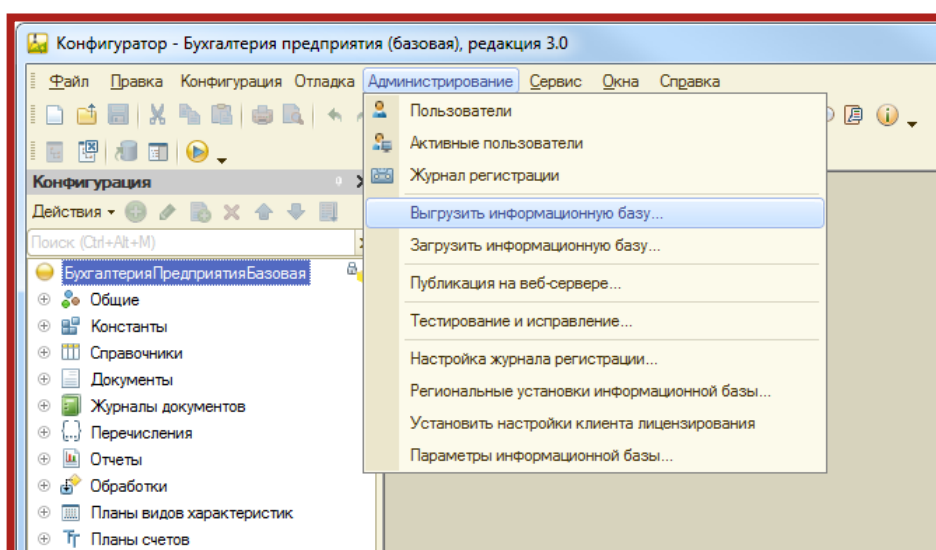 Конфигуратор - Бухгалтерия предприятия (базовая), редакция 3.0
Файл Правка Конфигурация Отладка Администрирование Сервис Окна Справка
Пользователи
Активные пользователи
Журнал регистрации
Выгрузить информационную базу...
Загрузить информационную базу...
Публикация на веб-сервере...
Тестирование и исправление...
Настройка журнала регистрации...
Региональные установки информационной базы...
Установить настройки клиента лицензирования
Параметры информационной базы...
Конфигурация
Действия
Поиск (Ctrl+Alt+M)
БухгалтерияПредприятияБазовая
Общие
Константы
Справочники
Документы
Журналы документов
Перечисления
Отчеты
Обработки
Планы видов характеристик
Планы счетов